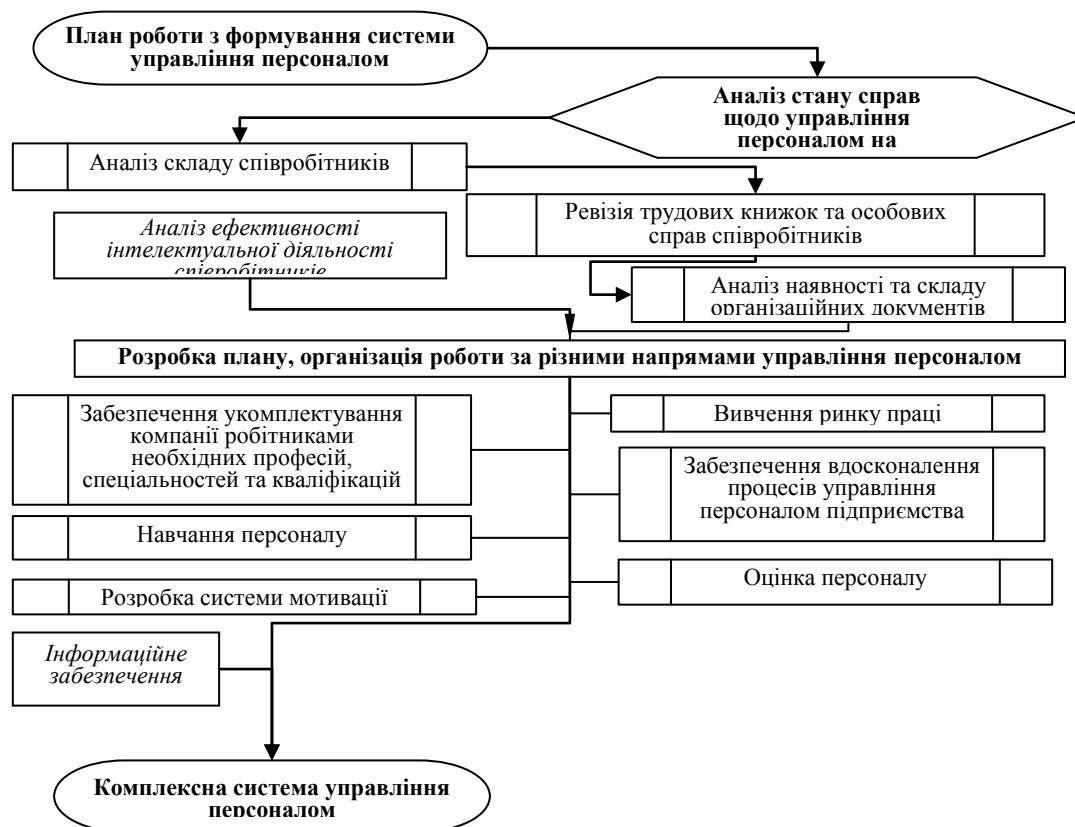 План роботи з формування системи
управління персоналом
Аналіз стану справ
щодо управління
персоналом на
Аналіз складу співробітників
Ревізія трудових книжок та особових
справ співробітників
Аналіз ефективності
інтелектуальної діяльності
співробітників
Аналіз наявності та складу
організаційних документів
Розробка плану, організація роботи за різними напрямами управління персоналом
Забезпечення укомплектування
компанії робітниками
необхідних професій,
спеціальностей та кваліфікацій
Вивчення ринку праці
Забезпечення вдосконалення
процесів управління
персоналом підприємства
Навчання персоналу
Оцінка персоналу
Розробка системи мотивації
Інформаційне
забезпечення
Комплексна система управління
персоналом